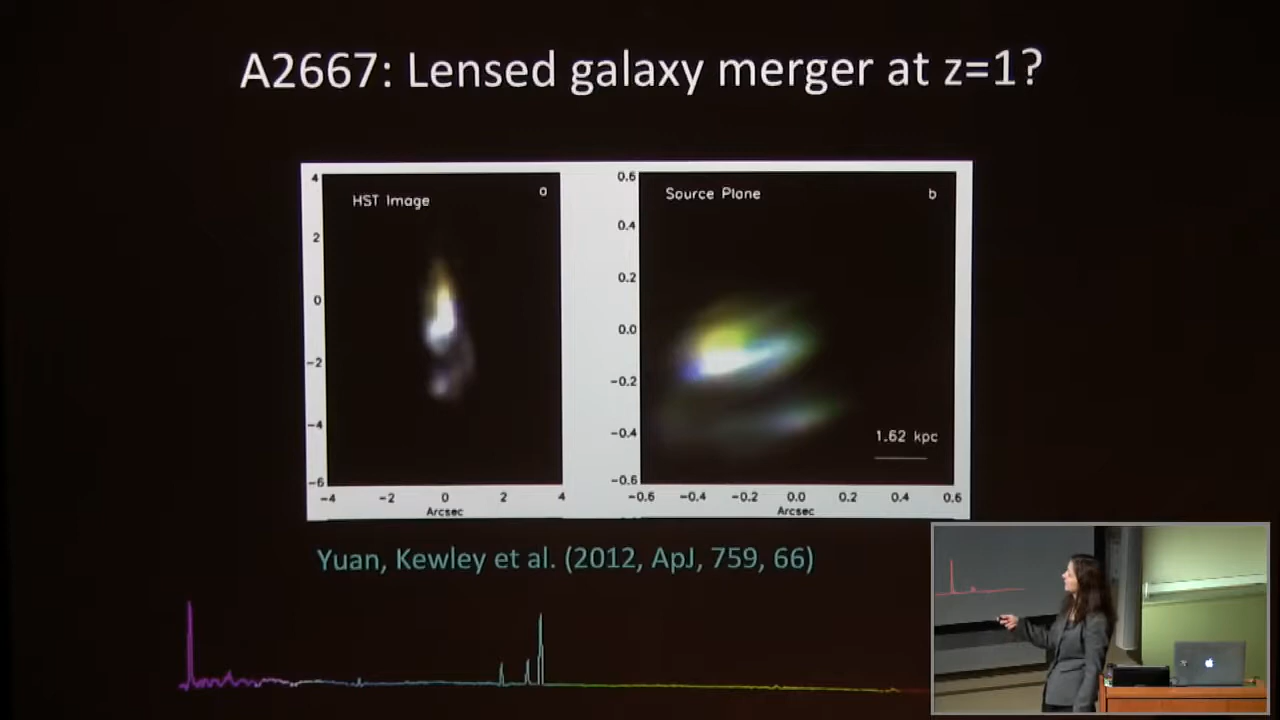 A2667: Lensed galaxy merger at z=1?
HST Image
a
4
2
0
−2
−4
−6
−4 −2 0 2 4
Arcsec
Source Plane
b
0.6
0.4
0.2
0.0
−0.2
−0.4
−0.6
1.62 kpc
−0.6 −0.4 −0.2 0.0 0.2 0.4 0.6
Arcsec
Yuan, Kewley et al. (2012, ApJ, 759, 66)